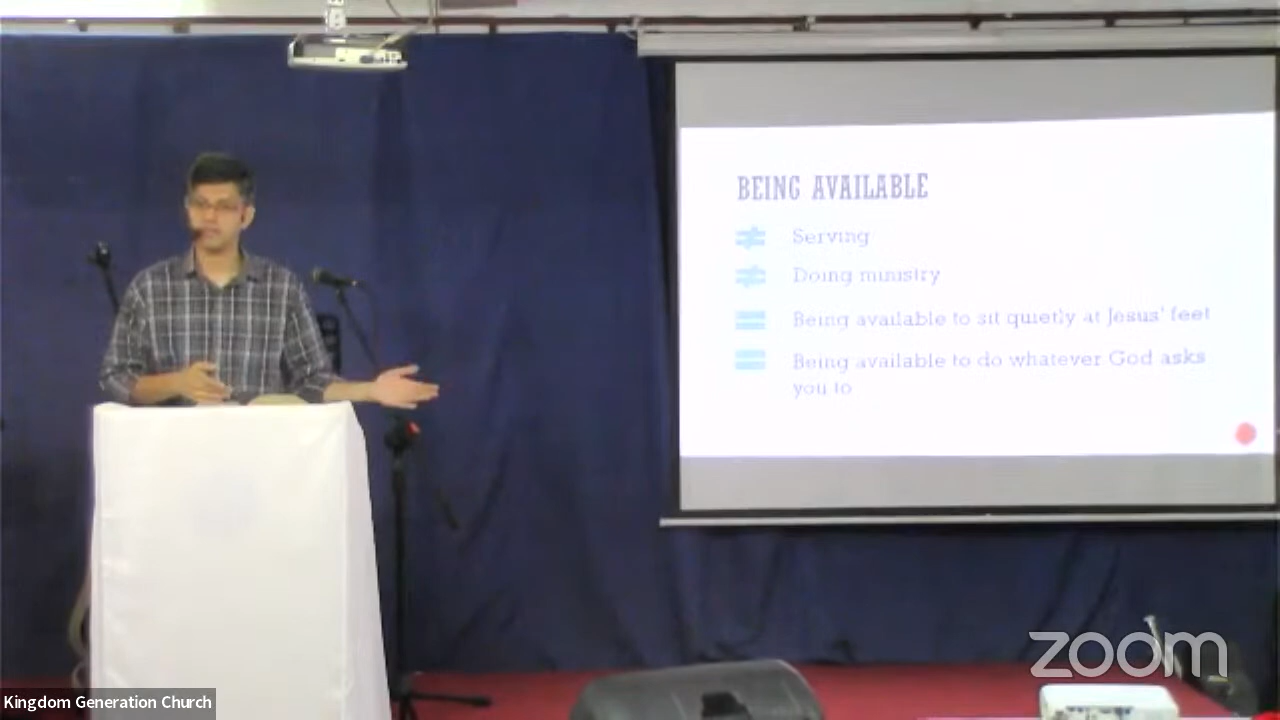 BEING AVAILABLE
≠ Serving
≠ Doing ministry
= Being available to sit quietly at Jesus' feet
= Being available to do whatever God asks
you to
zoom
Kingdom Generation Church